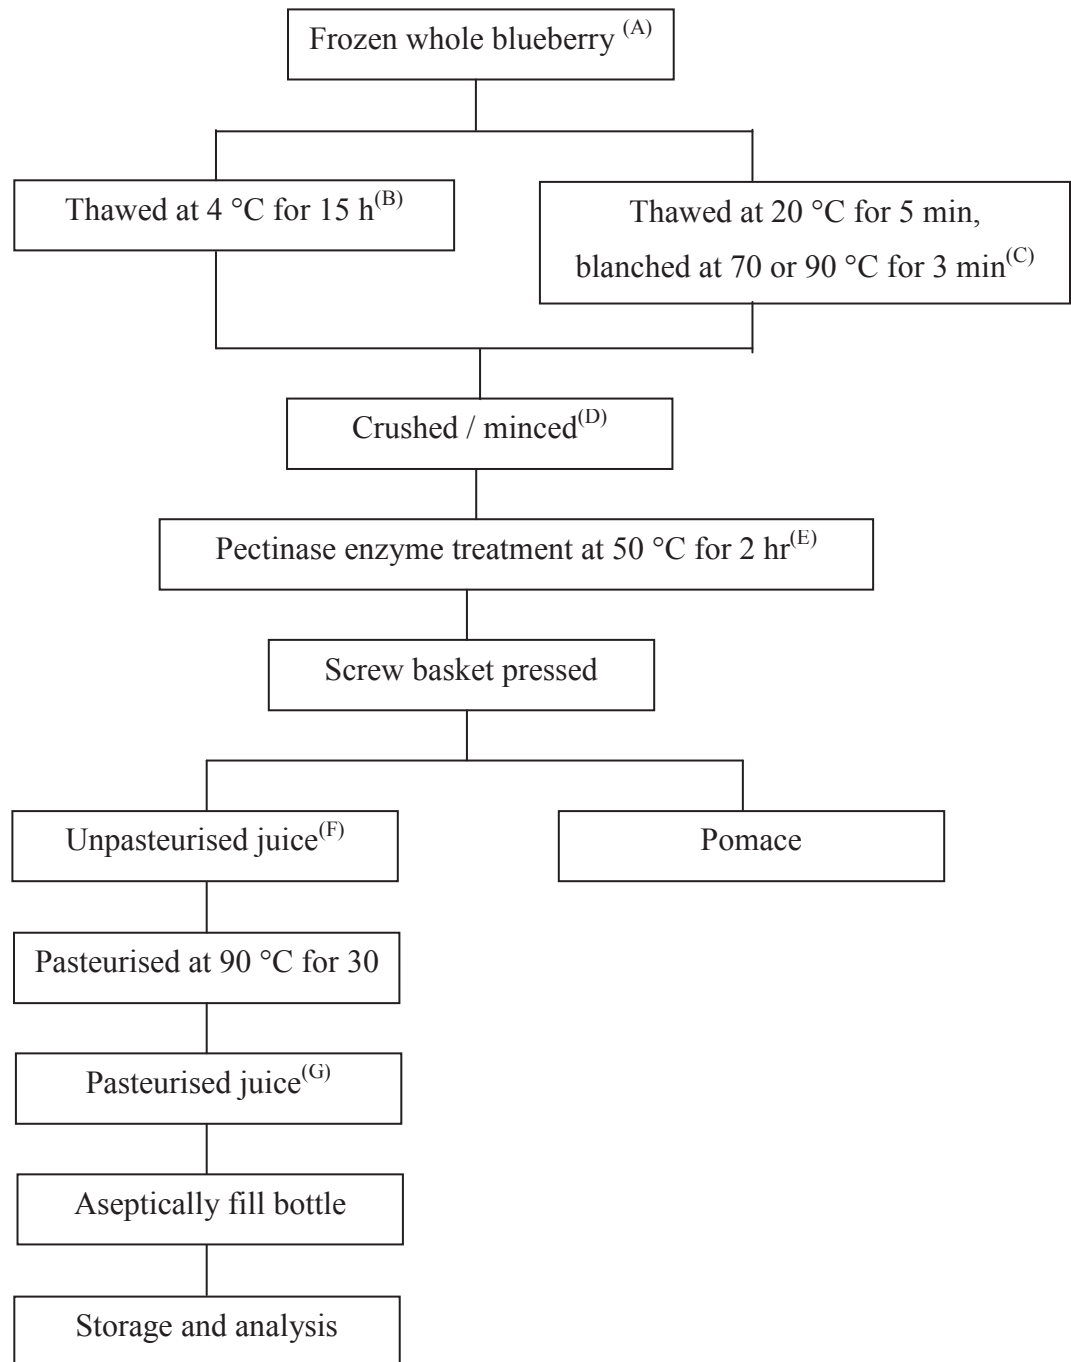 Frozen whole blueberry (A)
Thawed at 4 °C for 15 h(B)
Thawed at 20 °C for 5 min,
blanched at 70 or 90 °C for 3 min(C)
Crushed / minced(D)
Pectinase enzyme treatment at 50 °C for 2 hr(E)
Screw basket pressed
Unpasteurised juice(F)
Pomace
Pasteurised at 90 °C for 30
Pasteurised juice(G)
Aseptically fill bottle
Storage and analysis